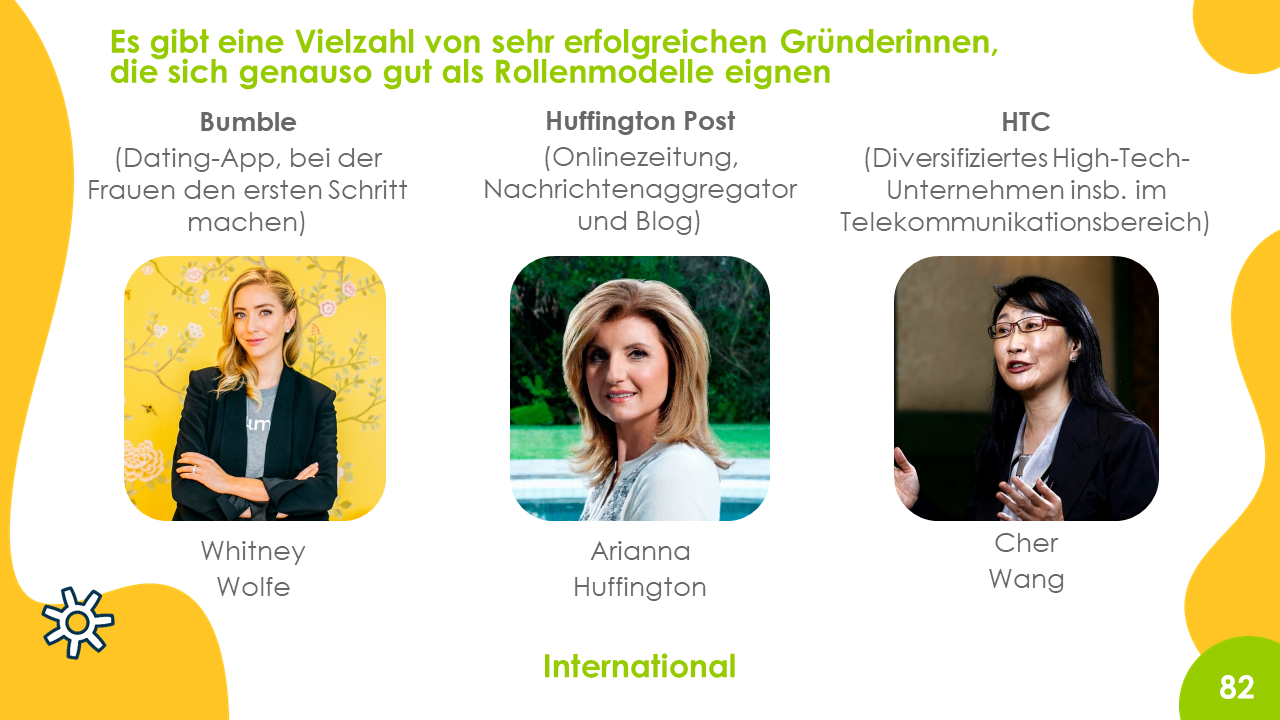 Es gibt eine Vielzahl von sehr erfolgreichen Gründerinnen,
die sich genauso gut als Rollenmodelle eignen
Bumble
(Dating-App, bei der
Frauen den ersten Schritt
machen)
Huffington Post
(Onlinezeitung,
Nachrichtenaggregator
und Blog)
HTC
(Diversifiziertes High-Tech-
Unternehmen insb. im
Telekommunikationsbereich)
Whitney
Wolfe
Arianna
Huffington
Cher
Wang
International
82